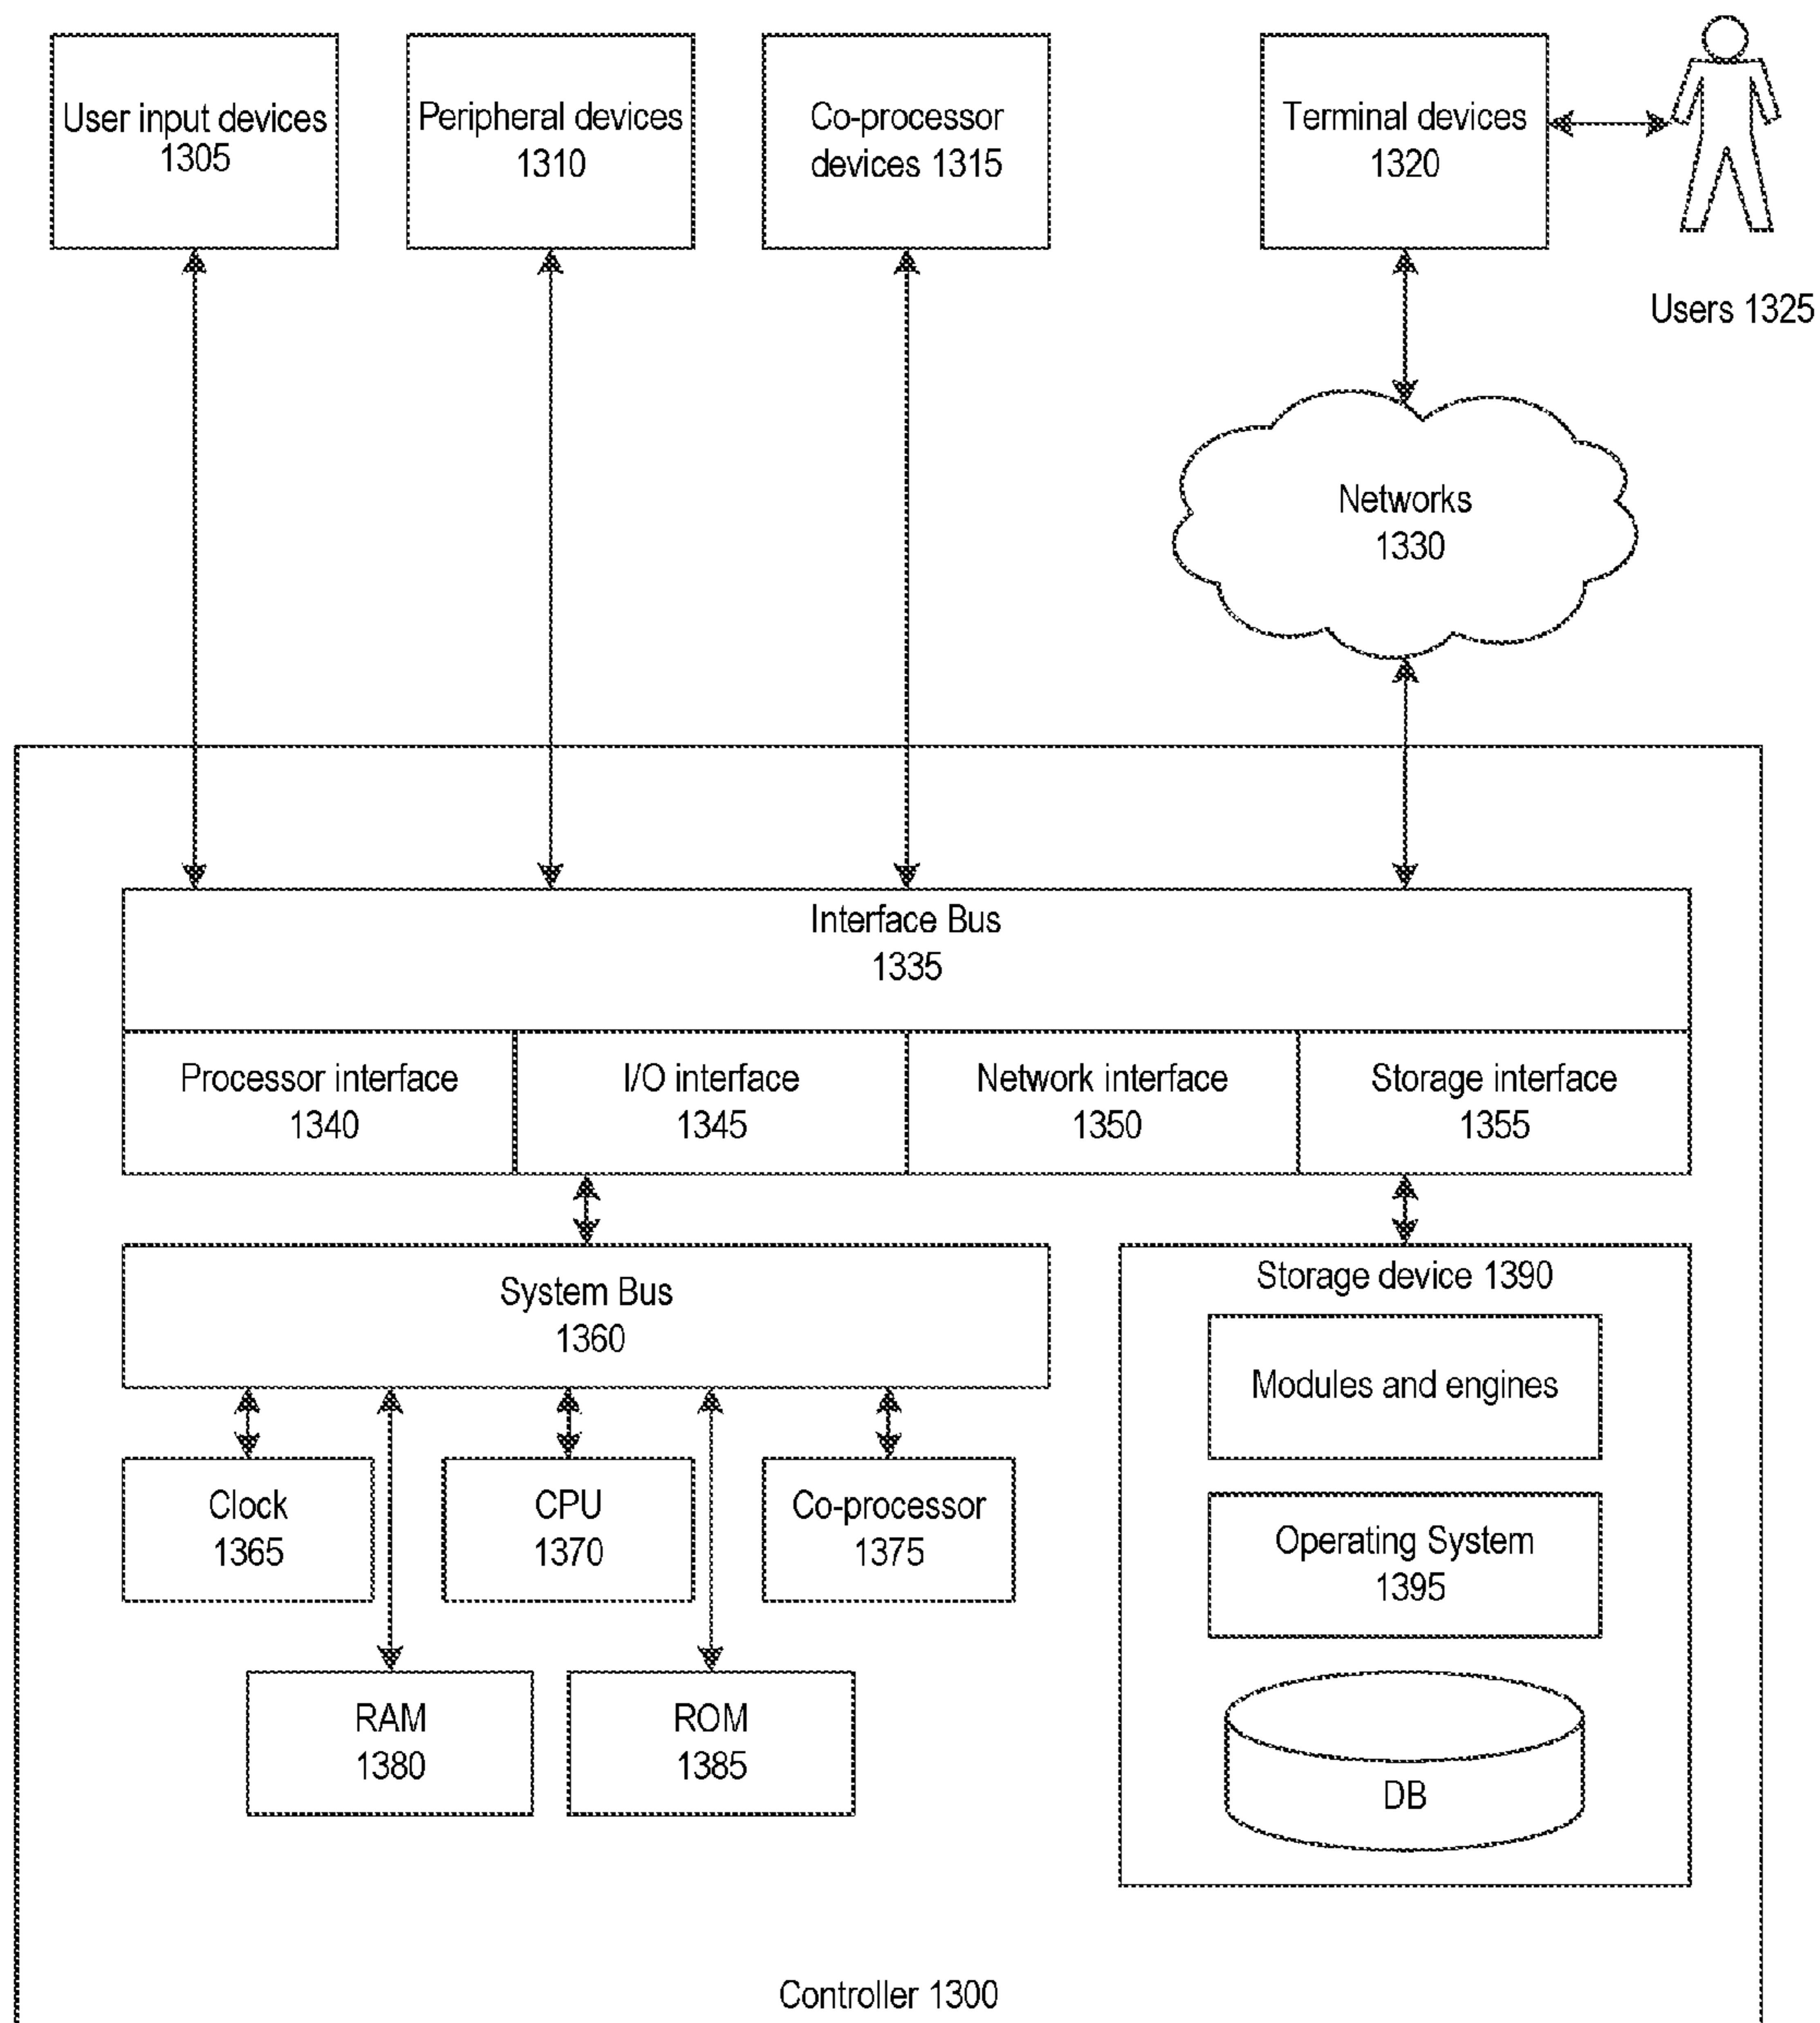 User input devices
1305
Peripheral devices
1310
Co-processor
devices 1315
Terminal devices
1320
Users 1325
Networks
1330
Interface Bus
1335
Processor interface
1340
I/O interface
1345
Network interface
1350
Storage interface
1355
System Bus
1360
Storage device 1390
Modules and engines
Clock
1365
CPU
1370
Co-processor
1375
Operating System
1395
RAM
1380
ROM
1385
DB
Controller 1300